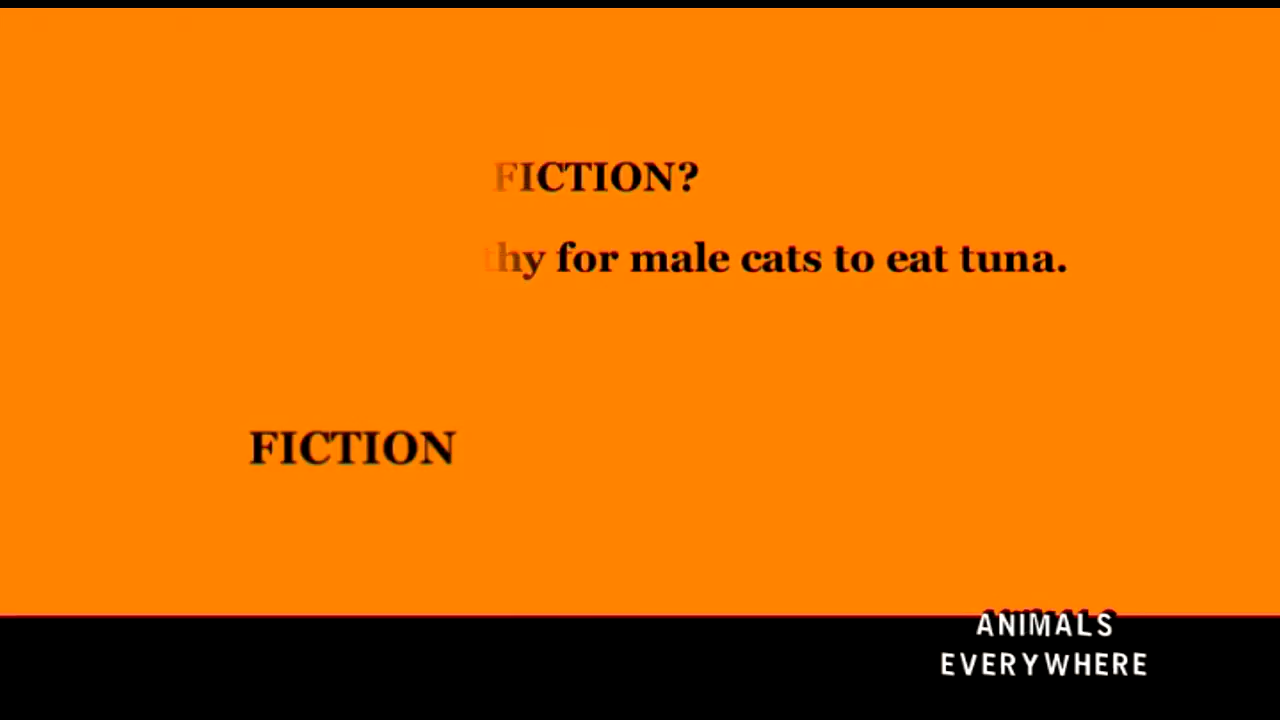 FICTION?
thy for male cats to eat tuna.
FICTION
ANIMALS
EVERYWHERE